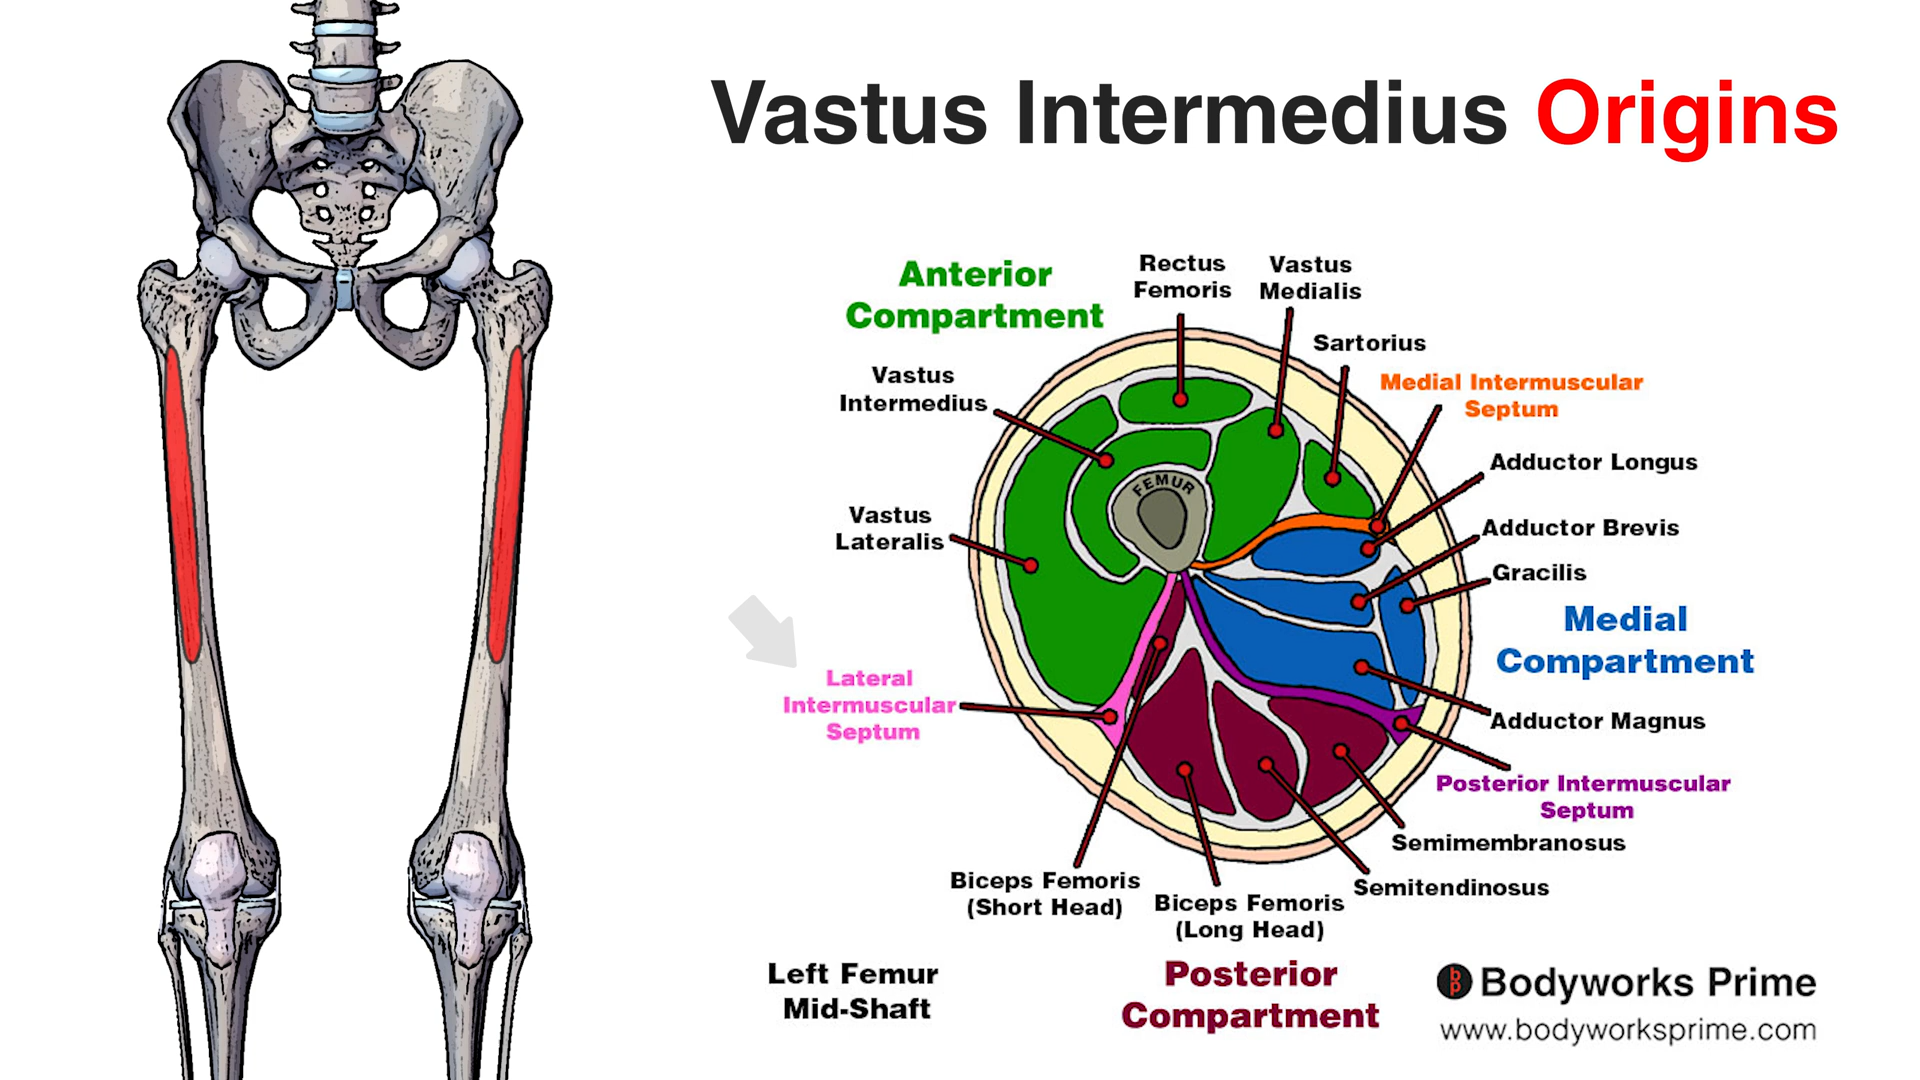 Vastus Intermedius Origins
Anterior
Compartment
Rectus
Femoris
Vastus
Medialis
Sartorius
Medial Intermuscular
Septum
Vastus
Intermedius
Adductor Longus
Vastus
Lateralis
FEMUR
Adductor Brevis
Gracilis
Medial
Compartment
Lateral
Intermuscular
Septum
Adductor Magnus
Posterior Intermuscular
Septum
Semimembranosus
Semitendinosus
Biceps Femoris
(Short Head)
Biceps Femoris
(Long Head)
Left Femur
Mid-Shaft
Posterior
Compartment
bp Bodyworks Prime
www.bodyworksprime.com